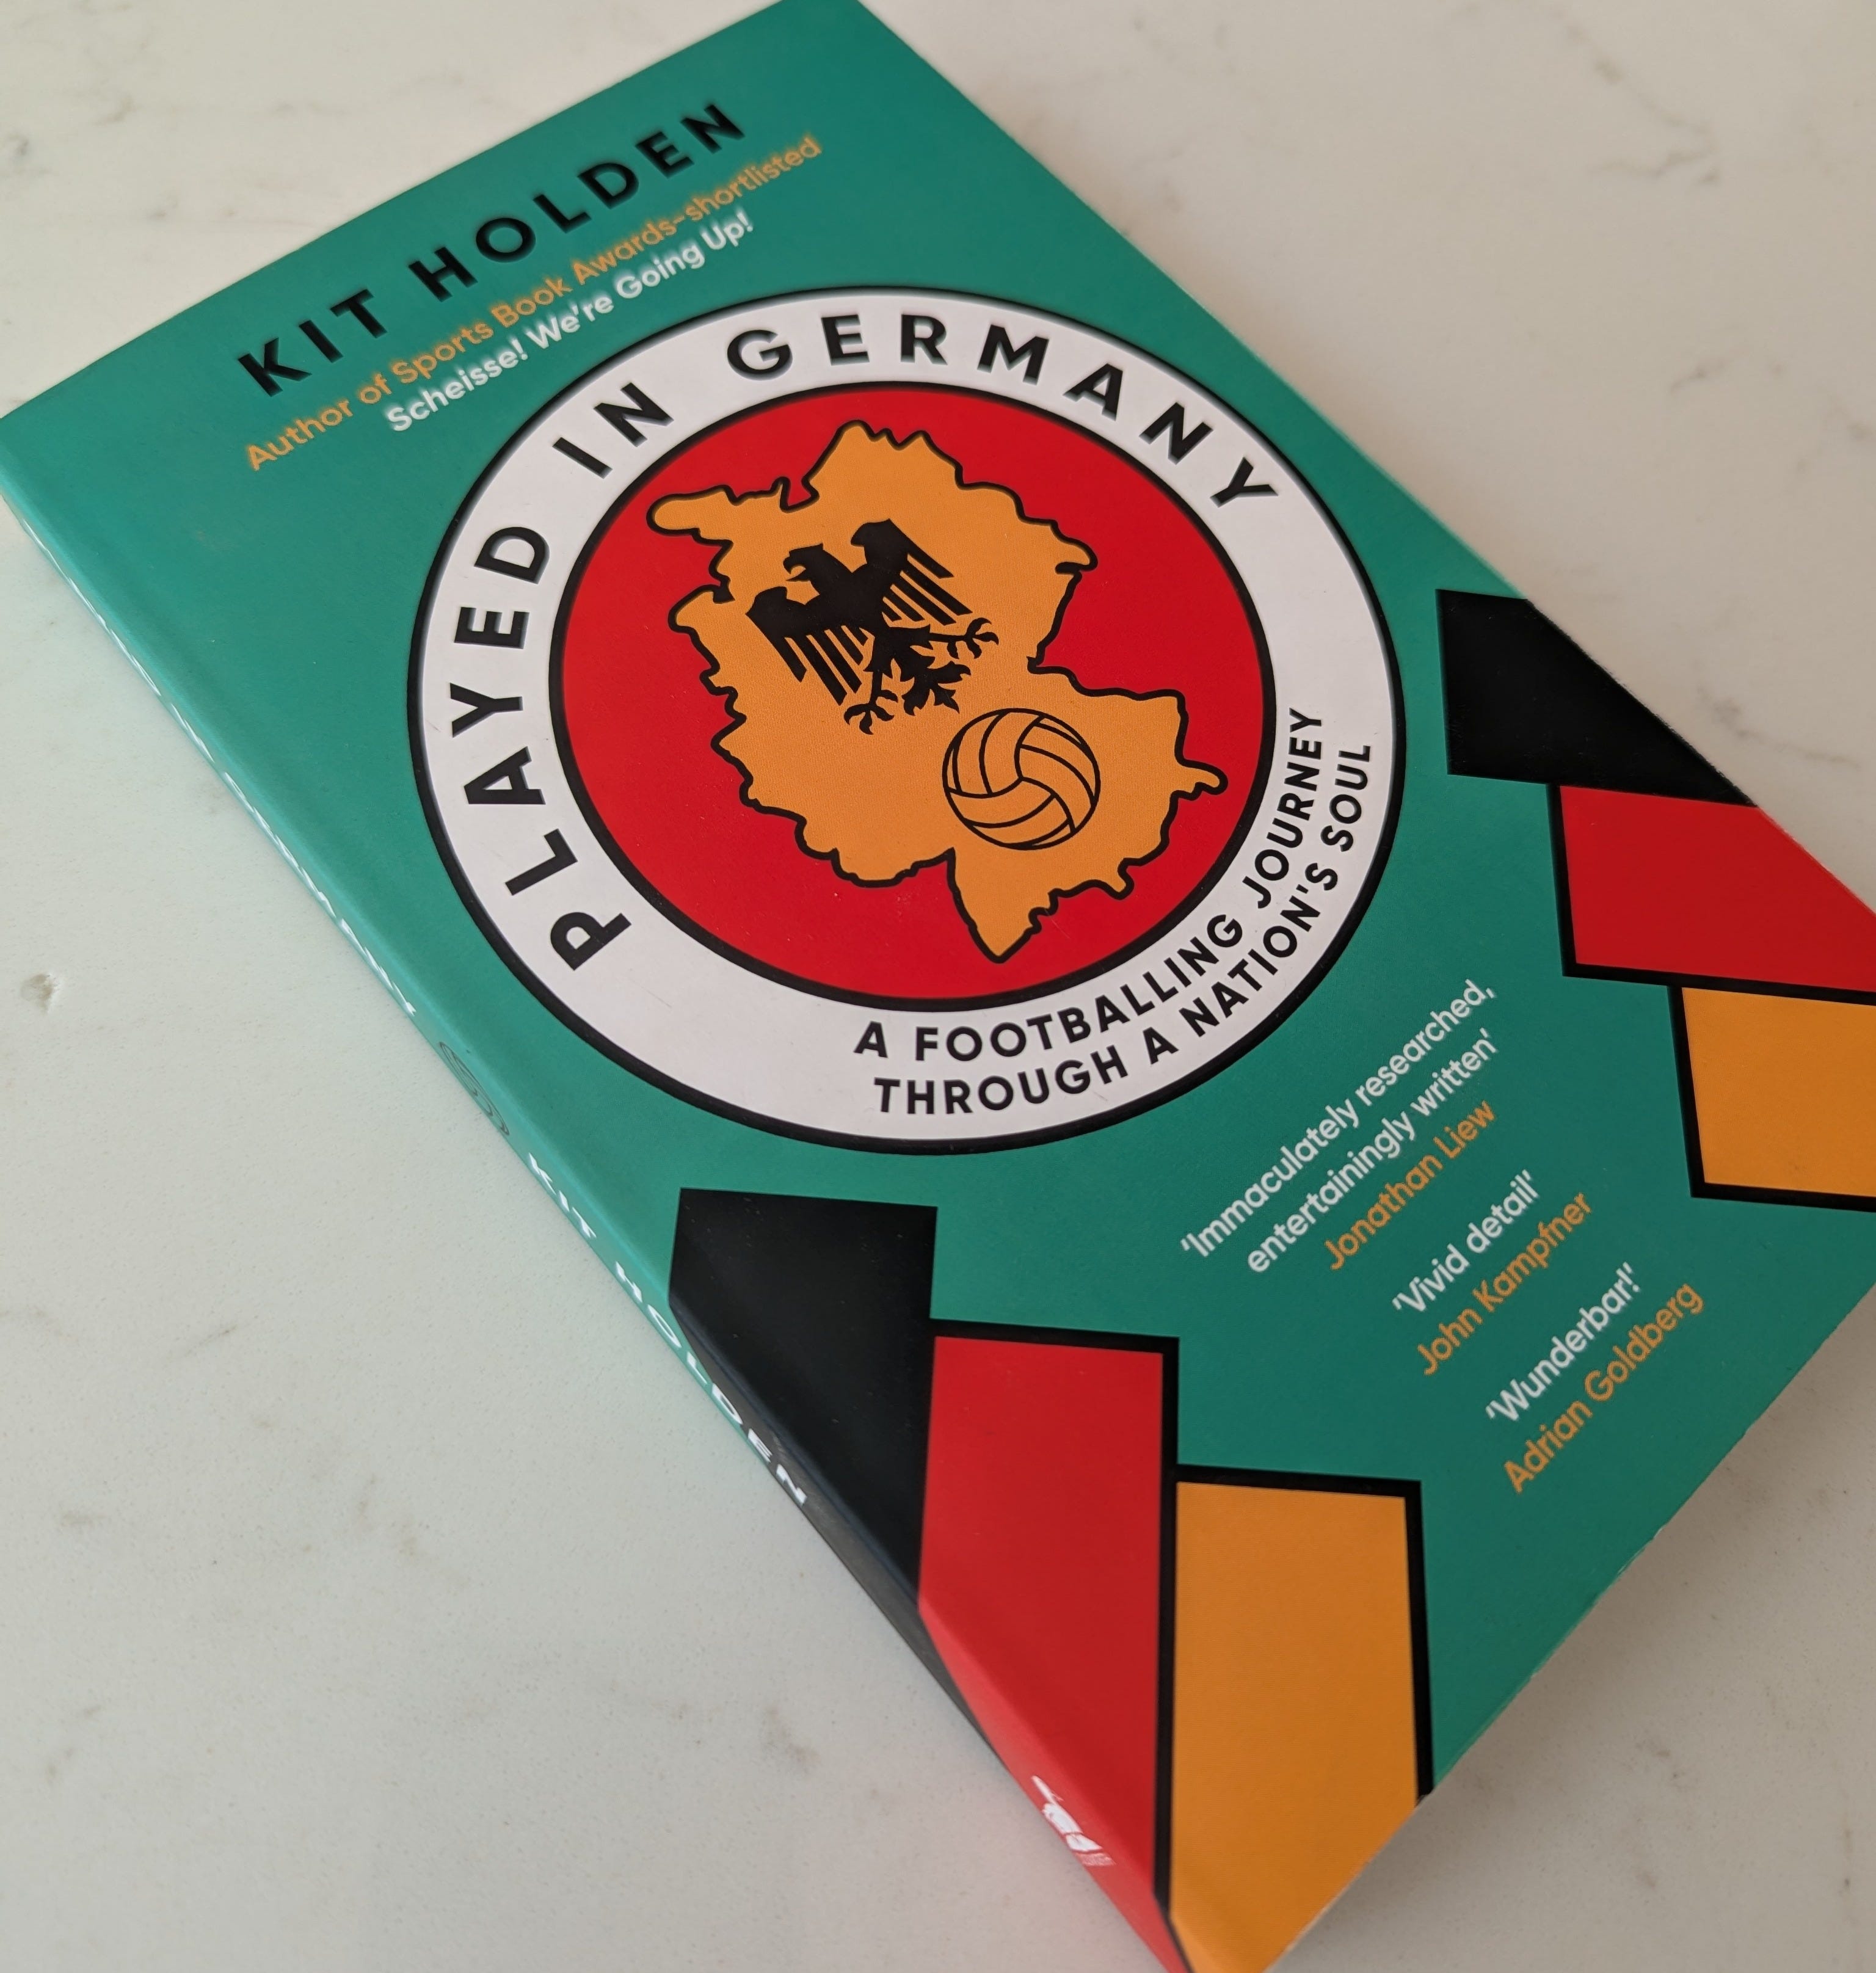 KIT HOLDEN
Author of Sports Book Awards-shortlisted
Scheisse! We're Going Up!
PLAYED IN GERMANY
A FOOTBALLING JOURNEY
THROUGH A NATION'S SOUL
'Immaculately researched,
entertainingly written'
Jonathan Liew
'Vivid detail'
John Kampfner
'Wunderbar!'
Adrian Goldberg
KIT HOLDEN